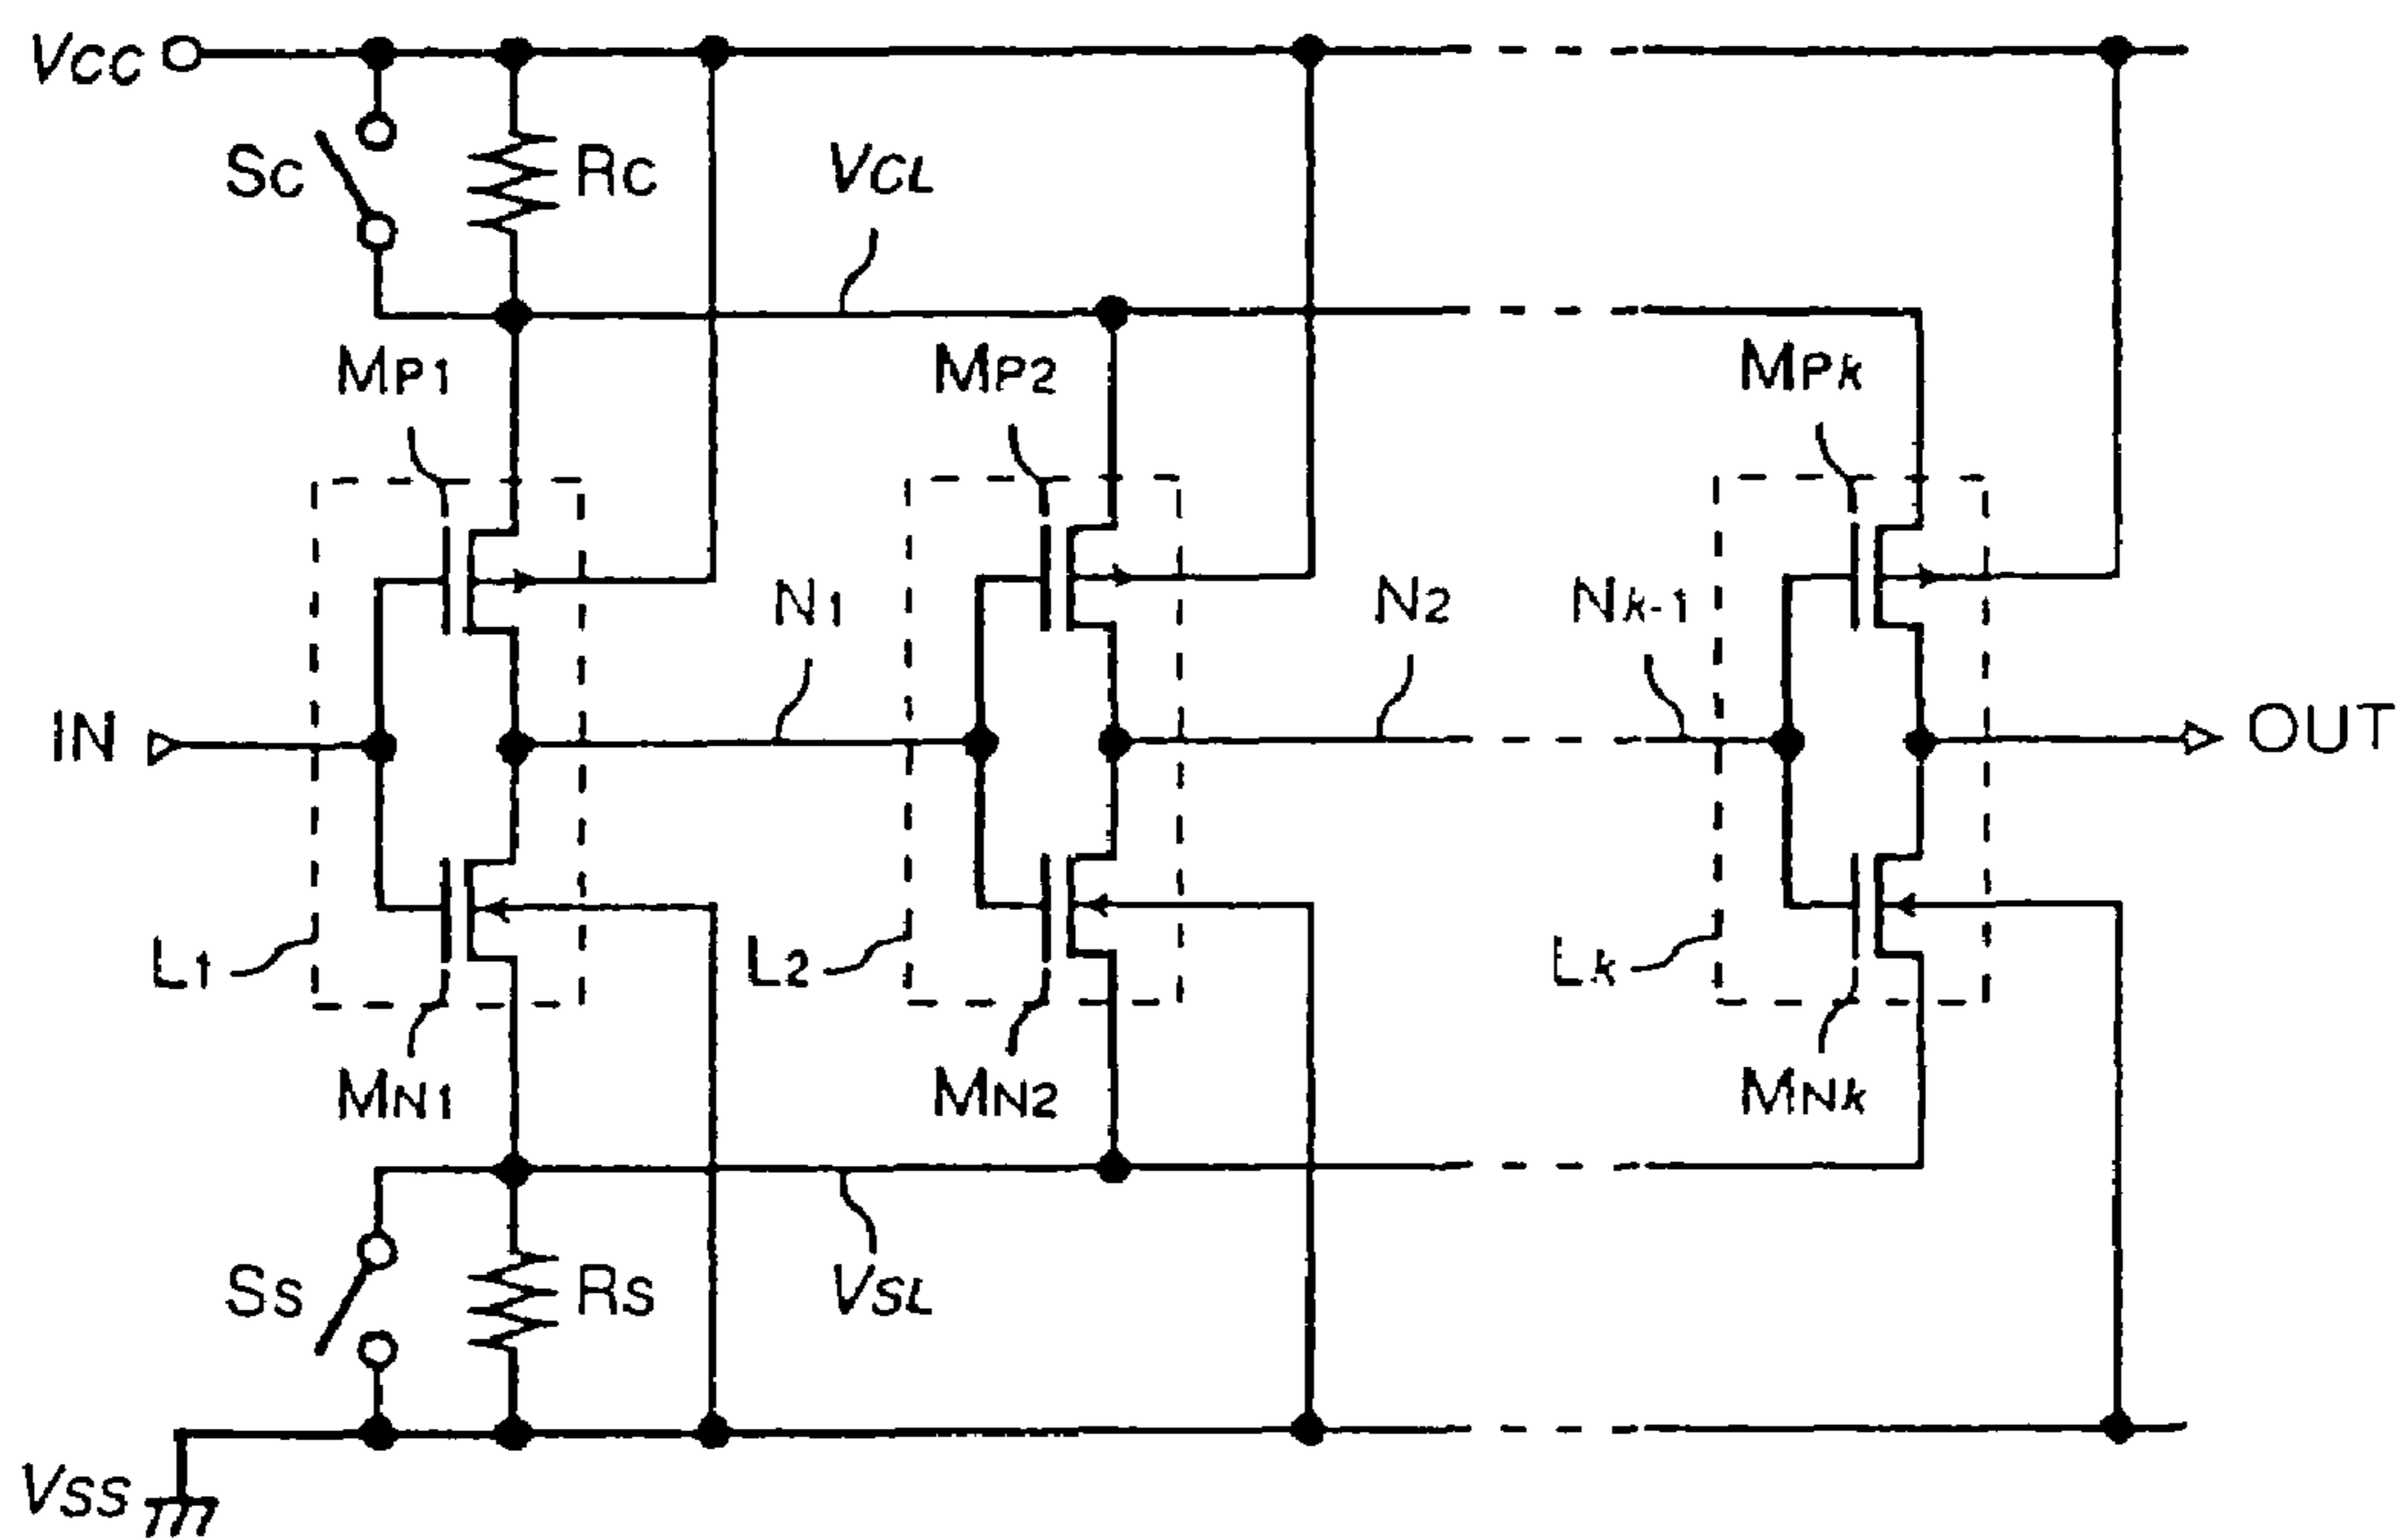 VCC
SC
RC
VCL
MP1
MP2
MPk
N1
N2
Nk-1
IN
OUT
L1
L2
Lk
MN1
MN2
MNk
SS
RS
VSL
VSS